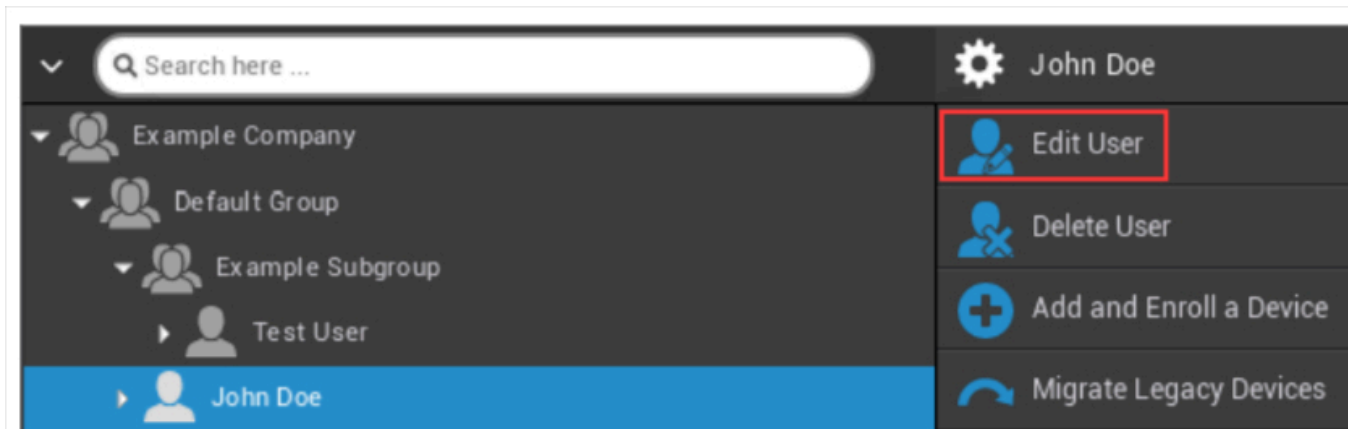 Search here ...
John Doe
Example Company
Default Group
Example Subgroup
Test User
John Doe
Edit User
Delete User
Add and Enroll a Device
Migrate Legacy Devices